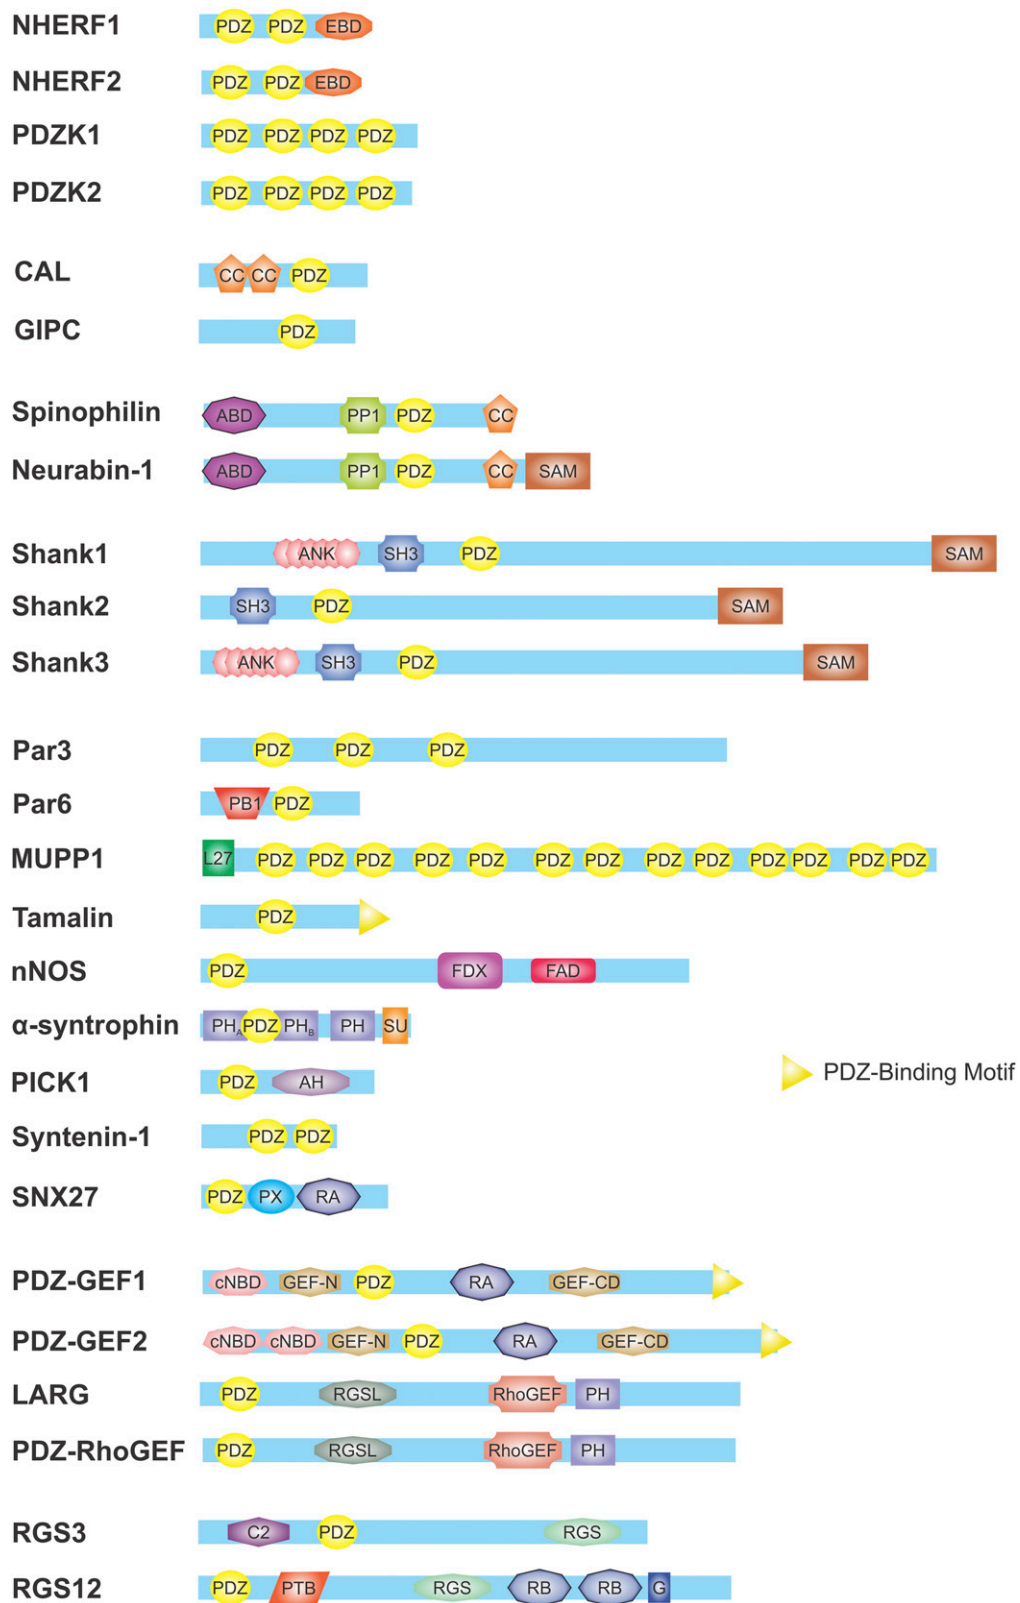 NHERF1 PDZ PDZ EBD
NHERF2 PDZ PDZ EBD
PDZK1 PDZ PDZ PDZ PDZ
PDZK2 PDZ PDZ PDZ PDZ
CAL CC CC PDZ
GIPC PDZ
Spinophilin ABD PP1 PDZ CC
Neurabin-1 ABD PP1 PDZ CC SAM
Shank1 ANK SH3 PDZ SAM
Shank2 SH3 PDZ SAM
Shank3 ANK SH3 PDZ SAM
Par3 PDZ PDZ PDZ
Par6 PB1 PDZ
MUPP1 L27 PDZ PDZ PDZ PDZ PDZ PDZ PDZ PDZ PDZ PDZ PDZ PDZ PDZ
Tamalin PDZ
nNOS PDZ FDX FAD
α-syntrophin PHA PDZ PHB PH SU
PICK1 PDZ AH
PDZ-Binding Motif
Syntenin-1 PDZ PDZ
SNX27 PDZ PX RA
PDZ-GEF1 cNBD GEF-N PDZ RA GEF-CD
PDZ-GEF2 cNBD cNBD GEF-N PDZ RA GEF-CD
LARG PDZ RGSL RhoGEF PH
PDZ-RhoGEF PDZ RGSL RhoGEF PH
RGS3 C2 PDZ RGS
RGS12 PDZ PTB RGS RB RB G